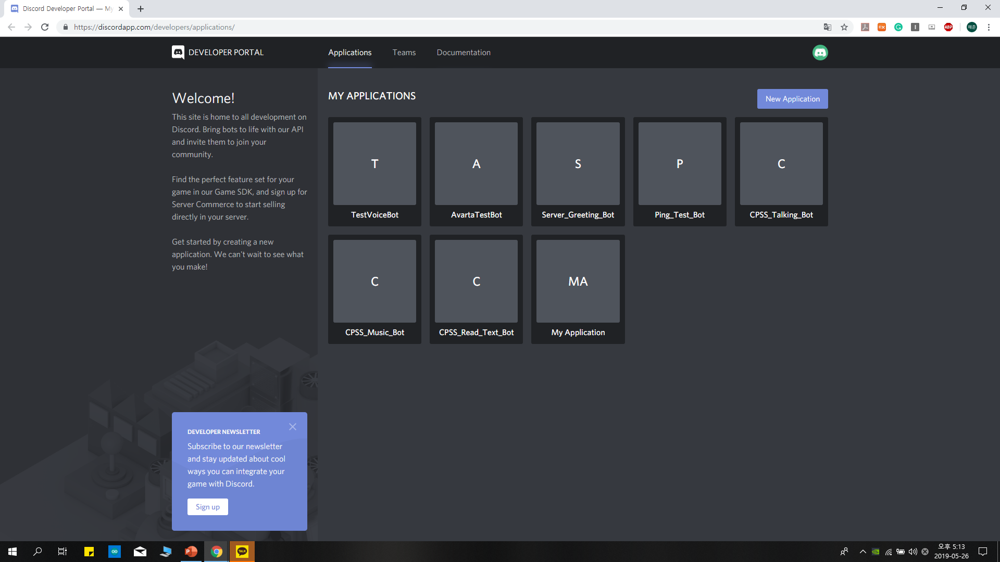 Discord Developer Portal — My
https://discordapp.com/developers/applications/
ABP
해준
DEVELOPER PORTAL
Applications
Teams
Documentation
Welcome!
This site is home to all development on
Discord. Bring bots to life with our API
and invite them to join your
community.
Find the perfect feature set for your
game in our Game SDK, and sign up for
Server Commerce to start selling
directly in your server.
Get started by creating a new
application. We can't wait to see what
you make!
MY APPLICATIONS
New Application
T
A
S
P
C
TestVoiceBot
AvartaTestBot
Server_Greeting_Bot
Ping_Test_Bot
CPSS_Talking_Bot
C
C
MA
CPSS_Music_Bot
CPSS_Read_Text_Bot
My Application
DEVELOPER NEWSLETTER
Subscribe to our newsletter
and stay updated about cool
ways you can integrate your
game with Discord.
Sign up
TALK
오후 5:13
2019-05-26